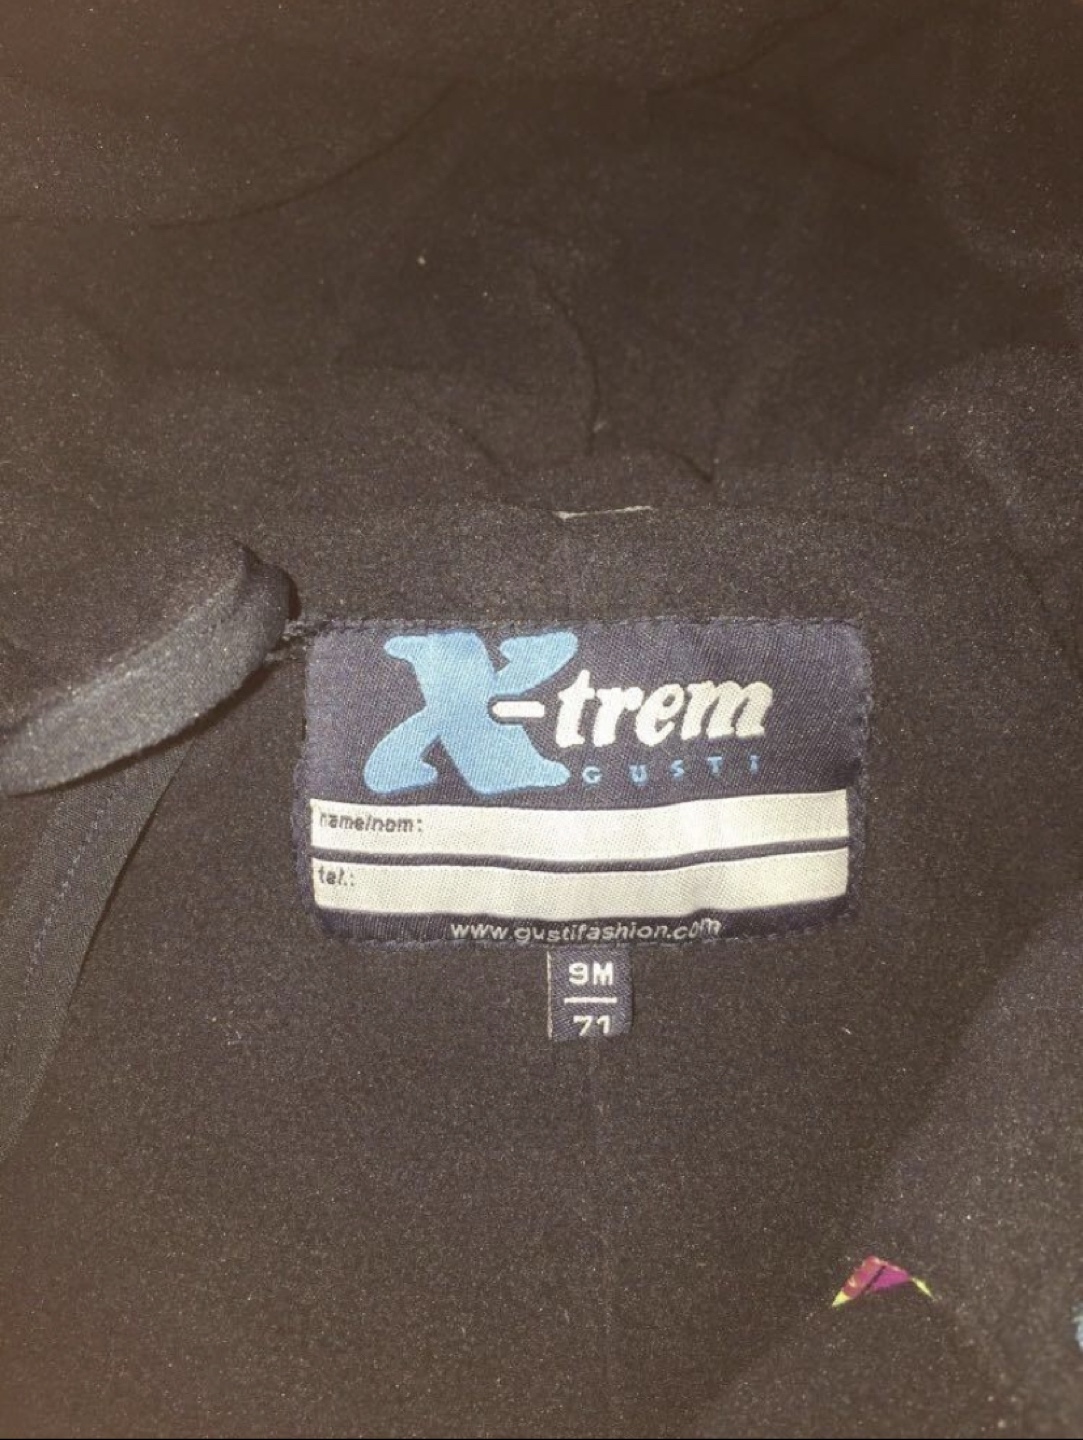 X-trem
GUSTi
name/nom:
tel.:
www.gustifashion.com
9M
71